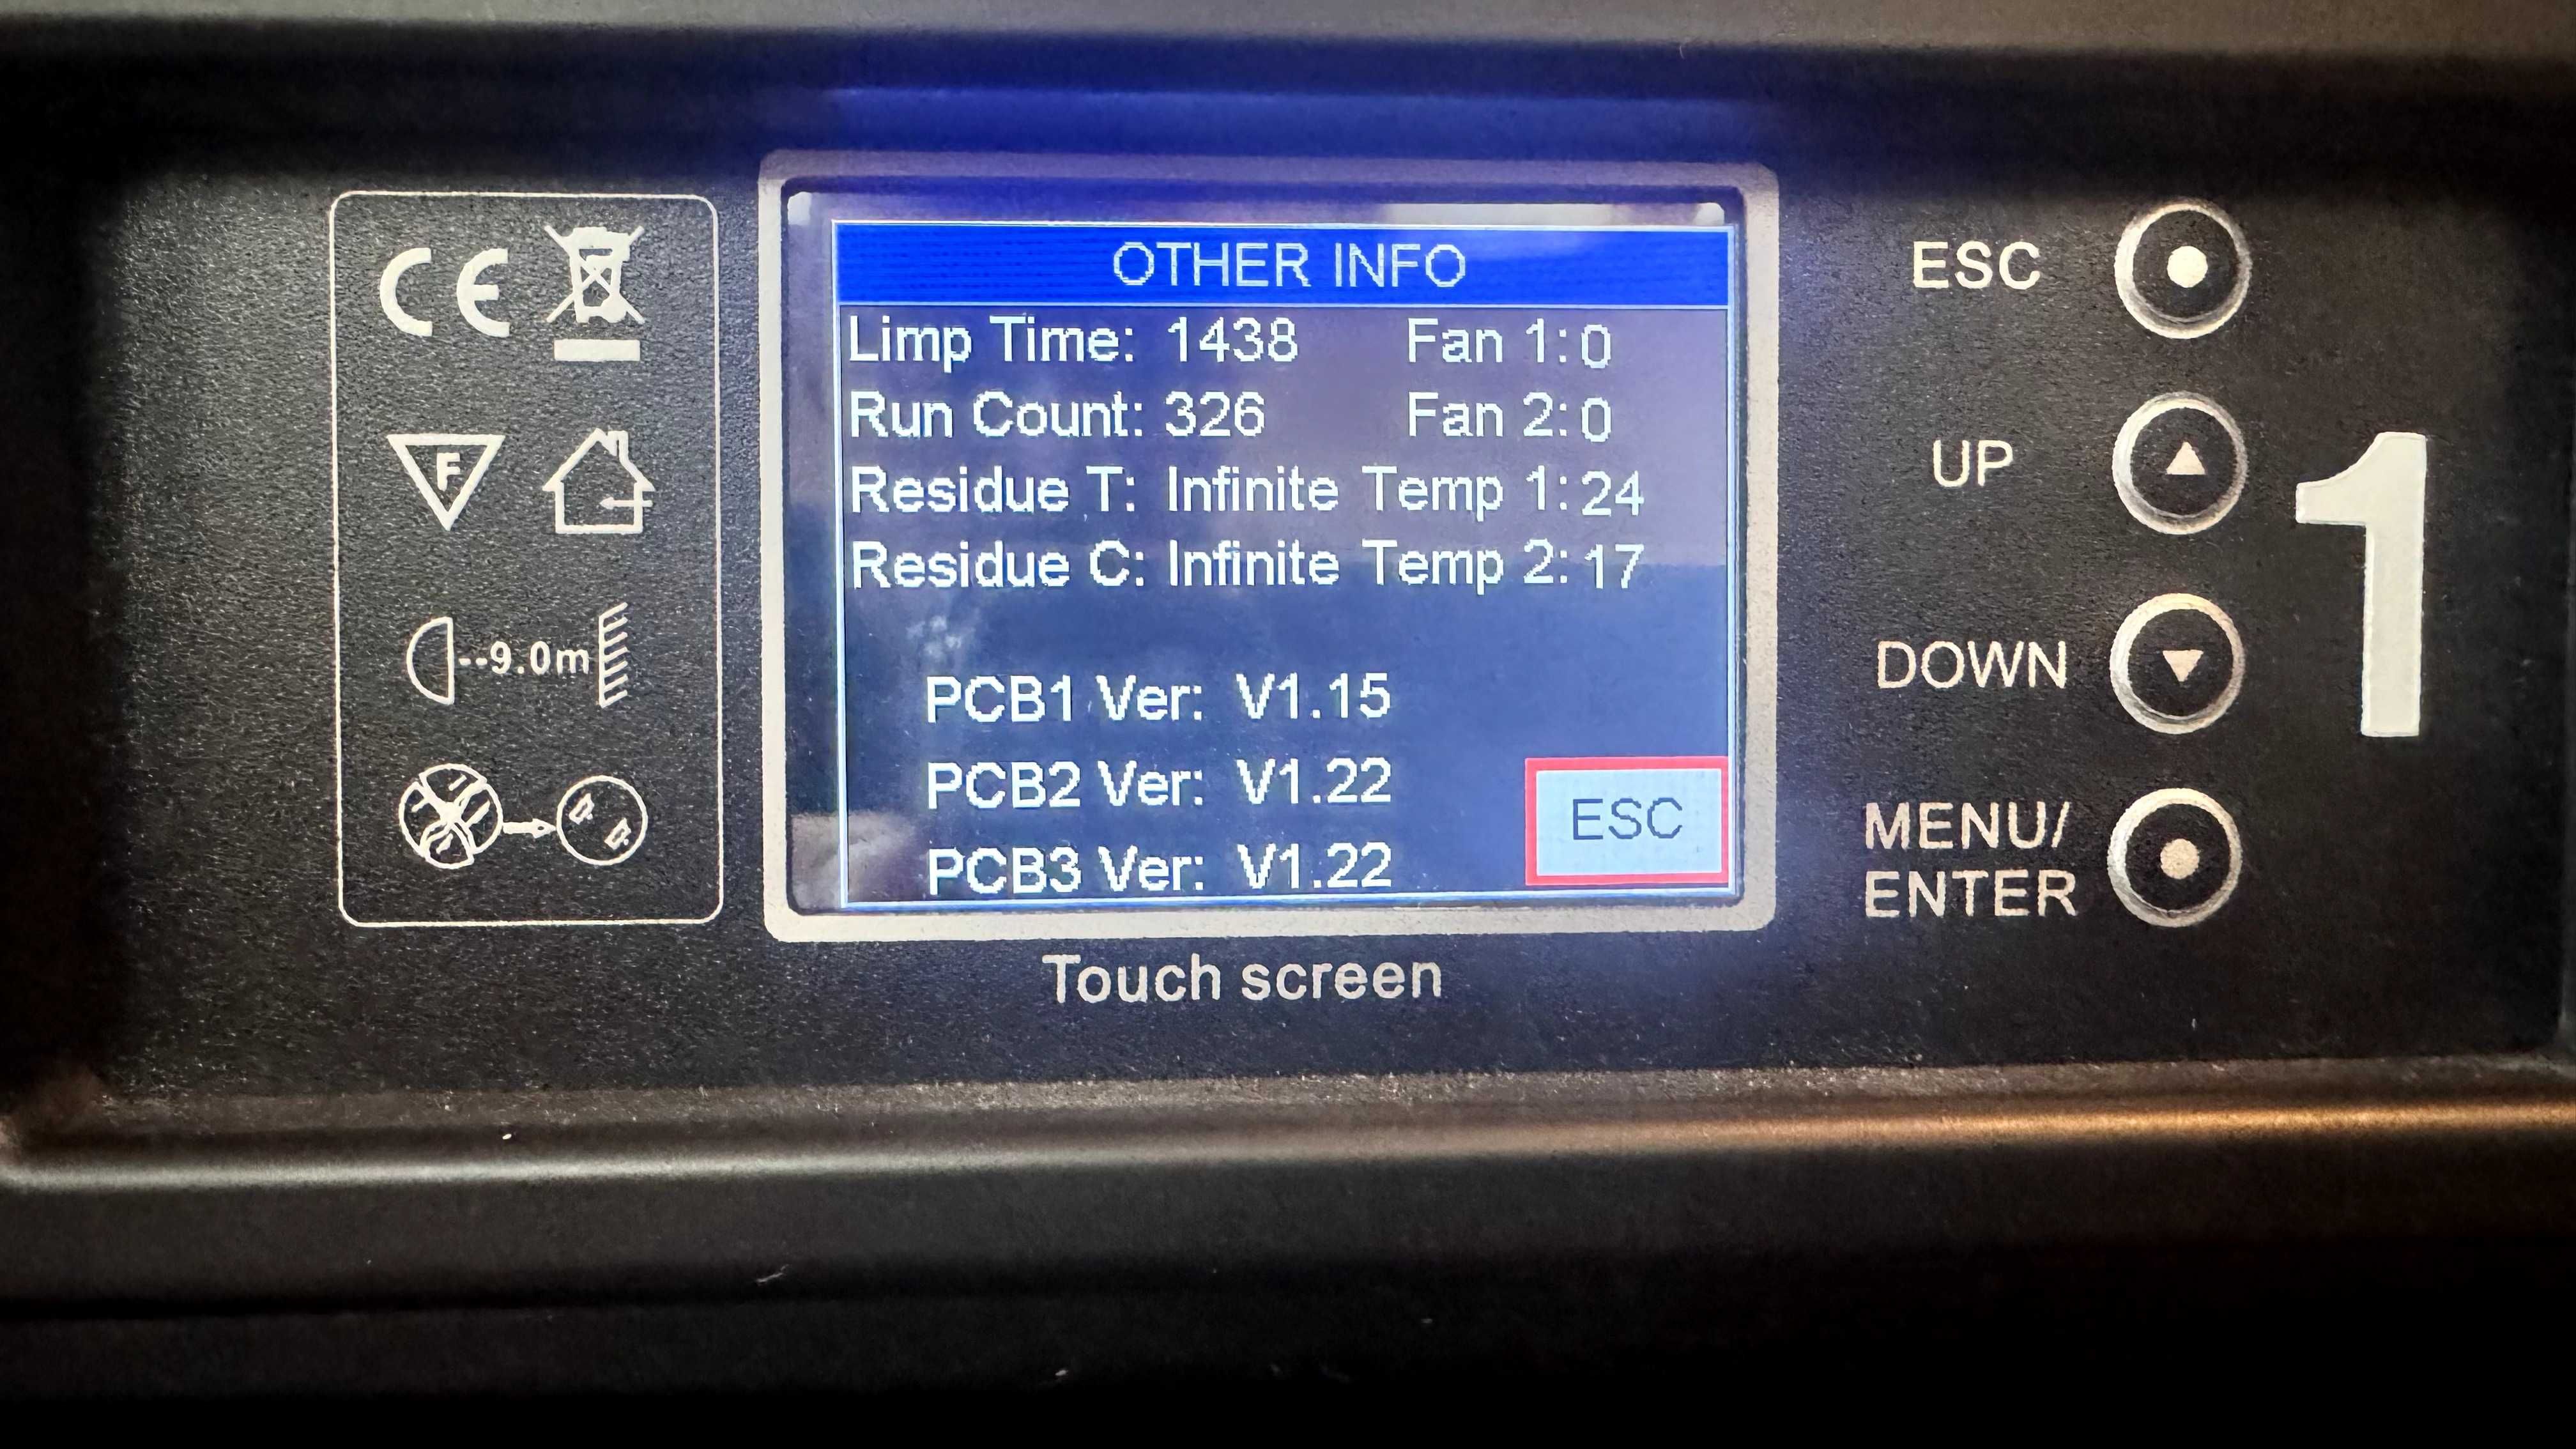 CE
F
--9.0m
OTHER INFO
Limp Time: 1438 Fan 1:0
Run Count: 326 Fan 2:0
Residue T: Infinite Temp 1:24
Residue C: Infinite Temp 2:17
PCB1 Ver: V1.15
PCB2 Ver: V1.22
PCB3 Ver: V1.22
ESC
Touch screen
ESC
UP
DOWN
MENU/
ENTER
1